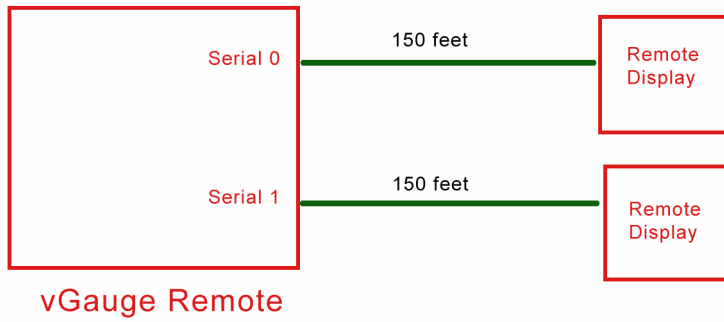 Serial 0
150 feet
Remote
Display
Serial 1
150 feet
Remote
Display
vGauge Remote